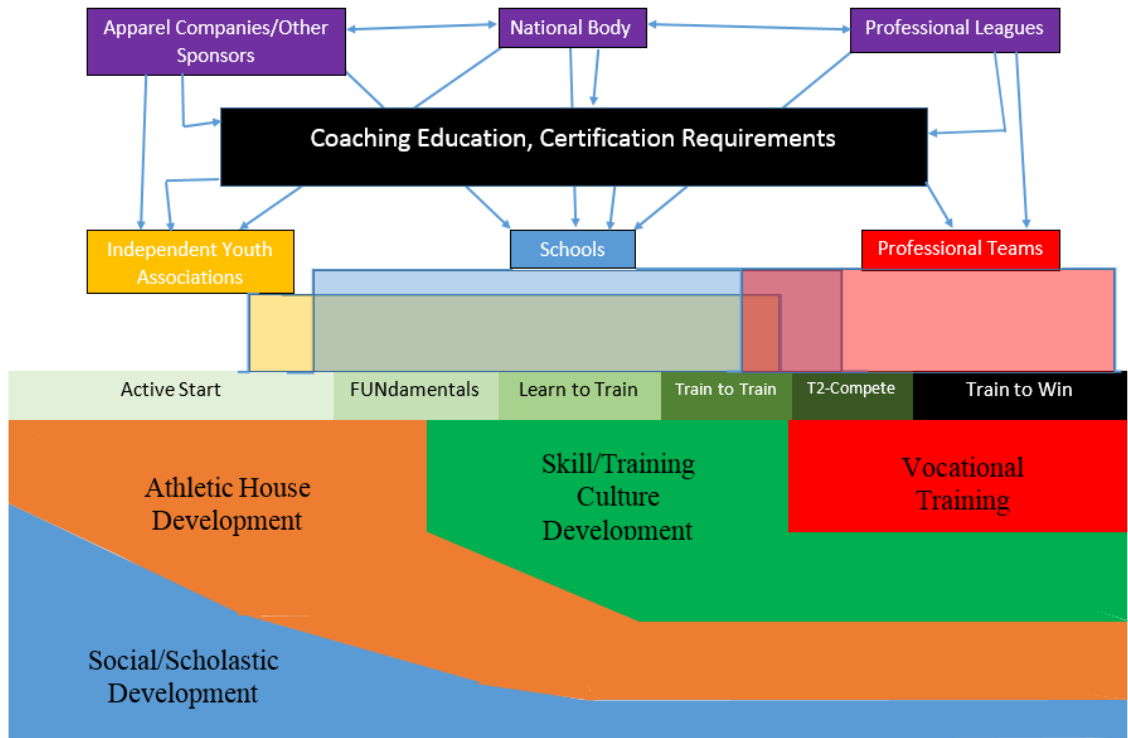 Apparel Companies/Other
Sponsors
National Body
Professional Leagues
Coaching Education, Certification Requirements
Independent Youth
Associations
Schools
Professional Teams
Active Start
FUNdamentals
Learn to Train
Train to Train
T2-Compete
Train to Win
Athletic House
Development
Skill/Training
Culture
Development
Vocational
Training
Social/Scholastic
Development